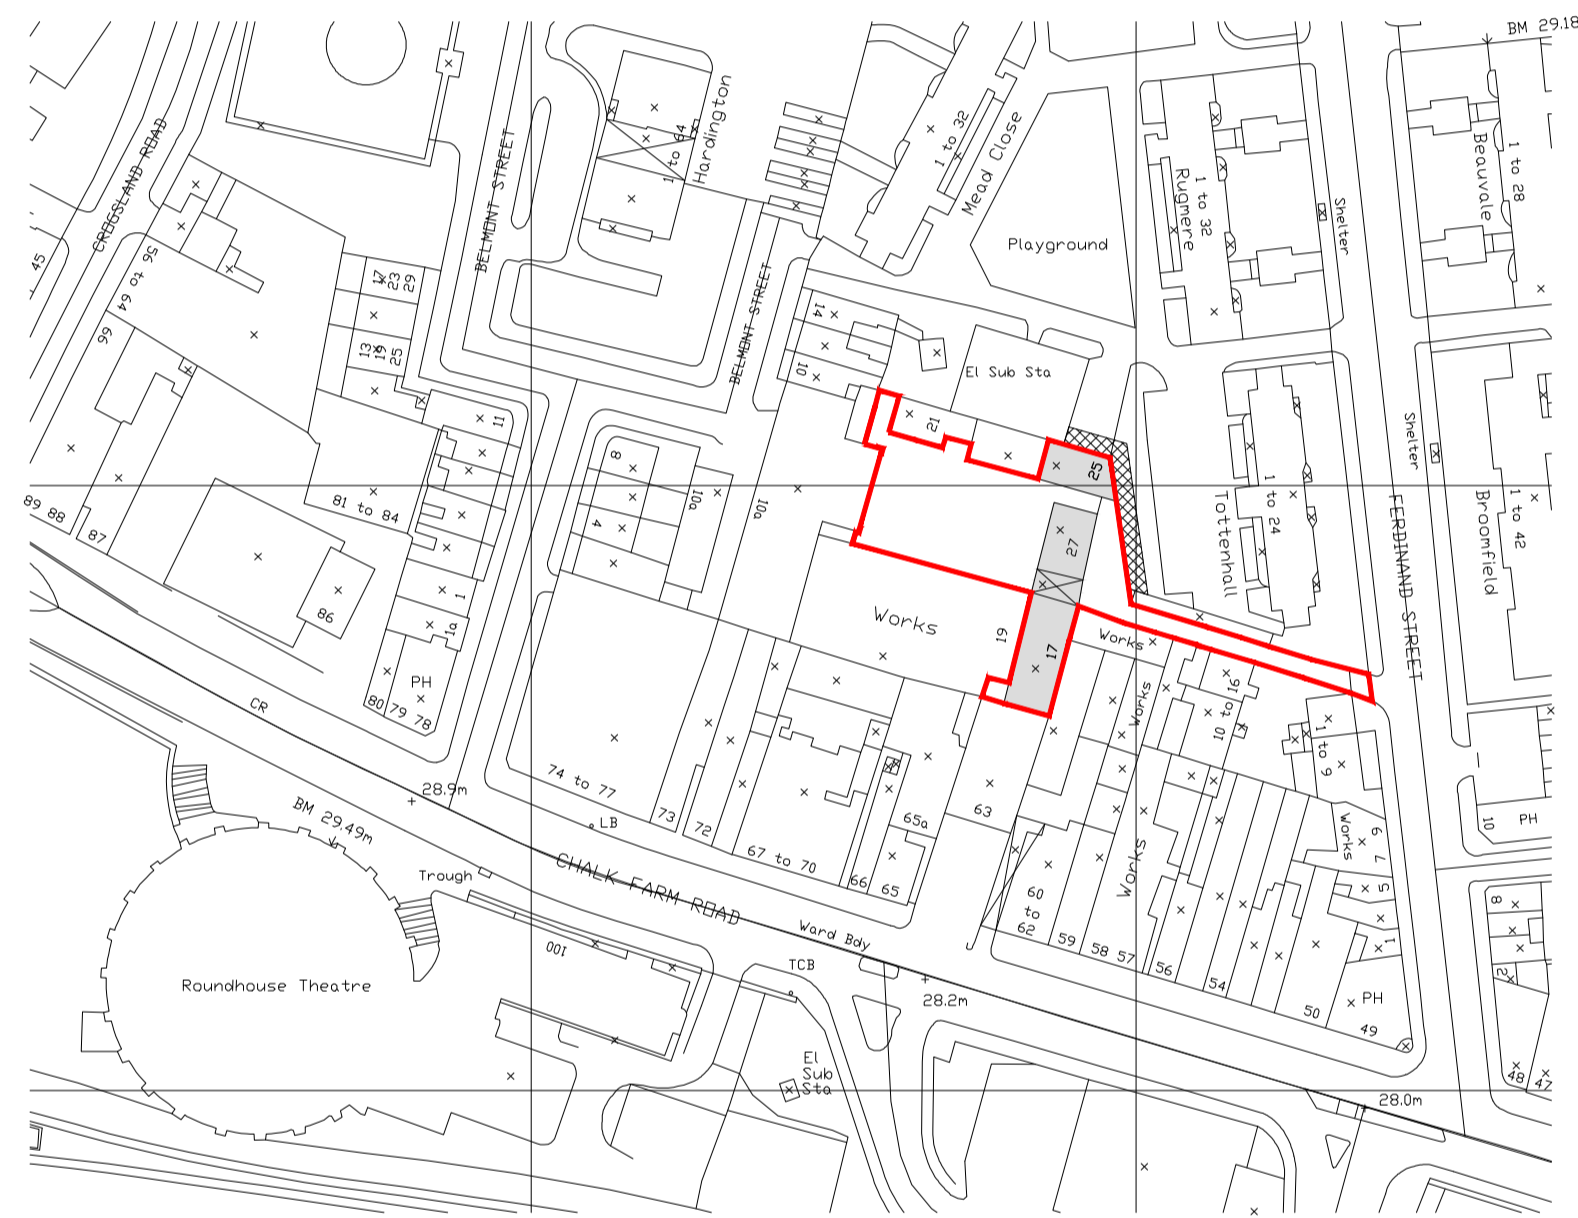 BM 29.18
CROGSLAND ROAD
BELMONT STREET
Hardington
1 to 64
1 to 32
Mead Close
Playground
Rugmere
1 to 32
Shelter
Beauvale
1 to 28
45
56 to 64
66
17
23
29
13
19
25
11
BELMONT STREET
14
10
El Sub Sta
21
25
27
Shelter
8
4
10a
10a
81 to 84
89 88
87
86
1
1a
PH
80 79 78
Works
19
17
Works
Tottenhall
1 to 24
FERDINAND STREET
Broomfield
1 to 42
CR
28.9m
BM 29.49m
74 to 77
LB
73
72
67 to 70
66
65
65a
63
Works
10 to 16
1 to 9
Works
Works
6
7
5
1
10
PH
8
2
CHALK FARM ROAD
Trough
100
Roundhouse Theatre
Ward Bdy
TCB
28.2m
60
to
62
59
58 57
56
54
50
PH
49
El
Sub
Sta
28.0m
48
47